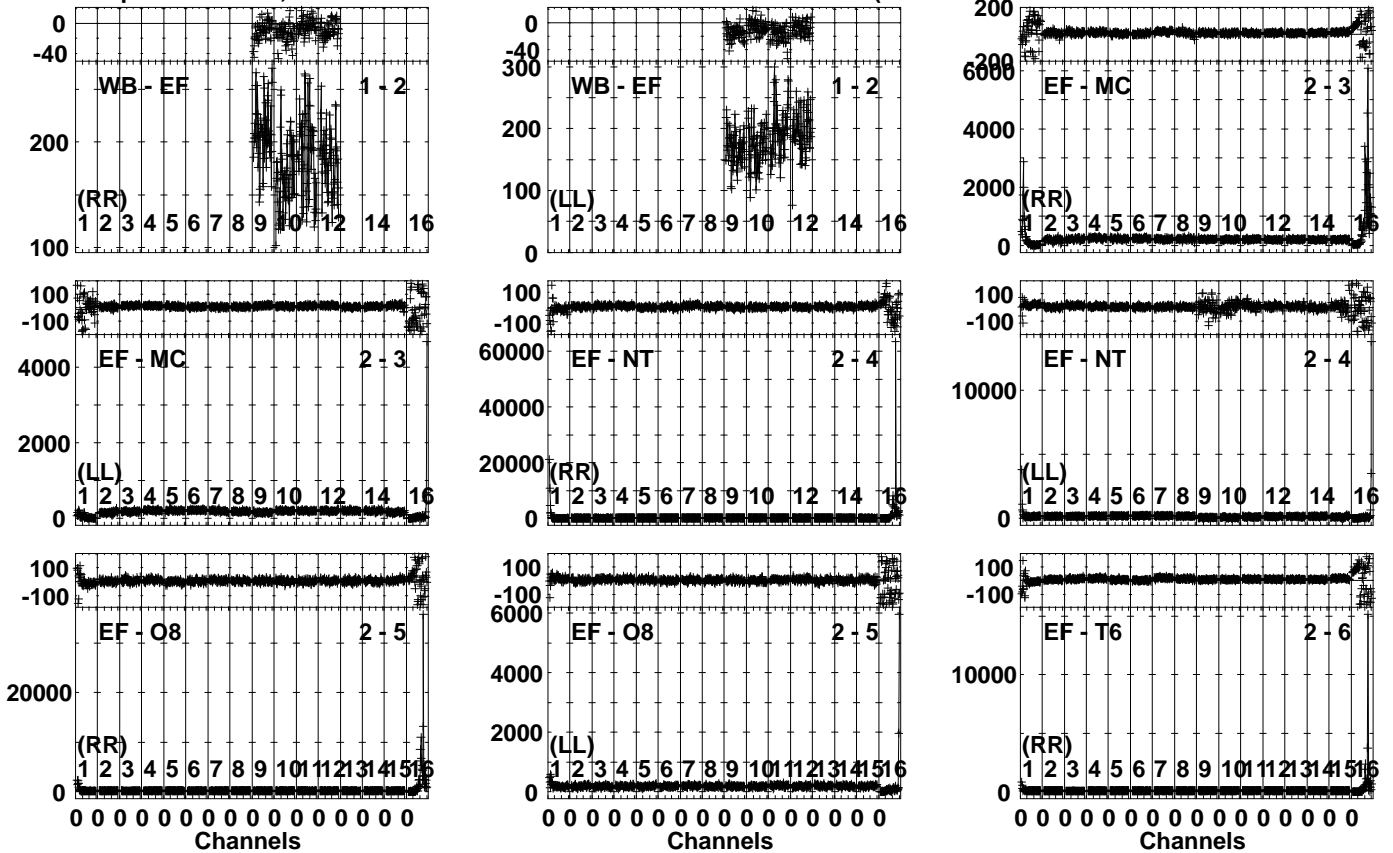 0 0 200
-40 -40 -200
300 6000
WB - EF 1 - 2 WB - EF 1 - 2 EF - MC 2 - 3
200 200 4000
100 2000
(RR) (LL) (RR)
1 2 3 4 5 6 7 8 9 10 12 14 16 1 2 3 4 5 6 7 8 9 10 12 14 16 1 2 3 4 5 6 7 8 9 10 12 14 16
100 0 0
100 100 100
-100 -100 -100
EF - MC 2 - 3 EF - NT 2 - 4 EF - NT 2 - 4
4000 60000 10000
2000 40000
20000
(LL) (RR) (LL)
1 2 3 4 5 6 7 8 9 10 12 14 16 1 2 3 4 5 6 7 8 9 10 12 14 16 1 2 3 4 5 6 7 8 9 10 12 14 16
0 0 0
100 100 100
-100 -100 -100
6000
EF - O8 2 - 5 EF - O8 2 - 5 EF - T6 2 - 6
20000 4000 10000
2000
(RR) (LL) (RR)
1 2 3 4 5 6 7 8 9 10 11 12 13 14 15 16 1 2 3 4 5 6 7 8 9 10 11 12 13 14 15 16 1 2 3 4 5 6 7 8 9 10 11 12 13 14 15 16
0 0 0
0 0 0 0 0 0 0 0 0 0 0 0 0 0 0 0 0 0 0 0 0 0 0 0 0 0 0 0 0 0 0 0 0 0 0 0 0 0 0 0 0 0 0 0 0 0 0 0
Channels Channels Channels